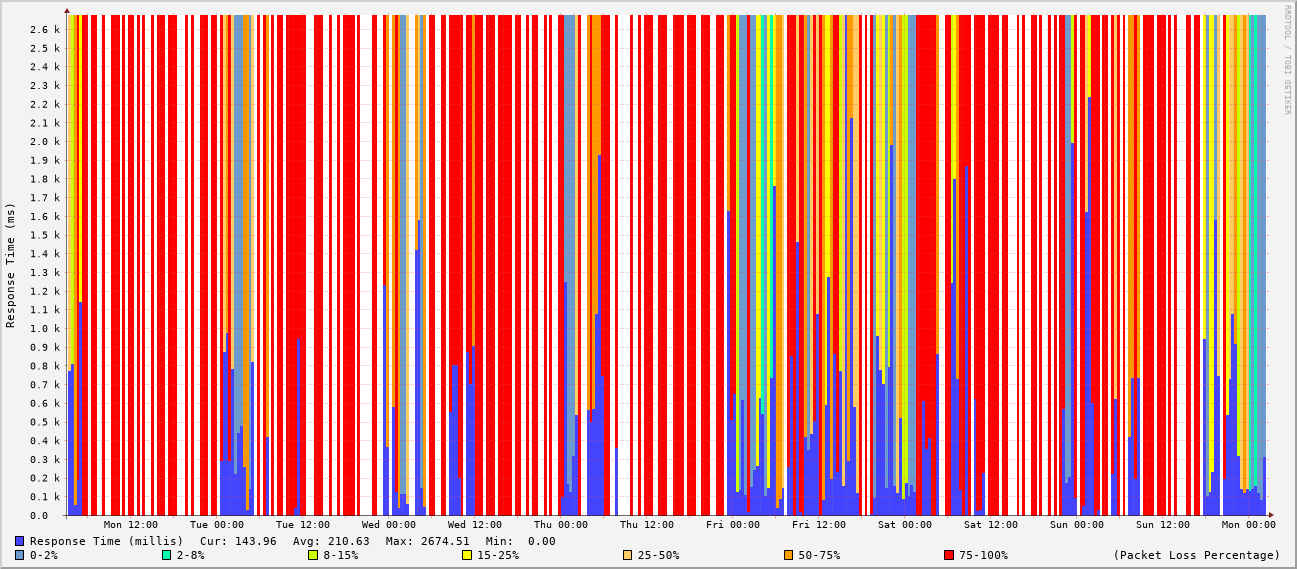 RRDTOOL / TOBI OETIKER
Response Time (ms)
2.6 k
2.5 k
2.4 k
2.3 k
2.2 k
2.1 k
2.0 k
1.9 k
1.8 k
1.7 k
1.6 k
1.5 k
1.4 k
1.3 k
1.2 k
1.1 k
1.0 k
0.9 k
0.8 k
0.7 k
0.6 k
0.5 k
0.4 k
0.3 k
0.2 k
0.1 k
0.0
Mon 12:00 Tue 00:00 Tue 12:00 Wed 00:00 Wed 12:00 Thu 00:00 Thu 12:00 Fri 00:00 Fri 12:00 Sat 00:00 Sat 12:00 Sun 00:00 Sun 12:00 Mon 00:00
Response Time (millis) Cur: 143.96 Avg: 210.63 Max: 2674.51 Min: 0.00
0-2% 2-8% 8-15% 15-25% 25-50% 50-75% 75-100% (Packet Loss Percentage)